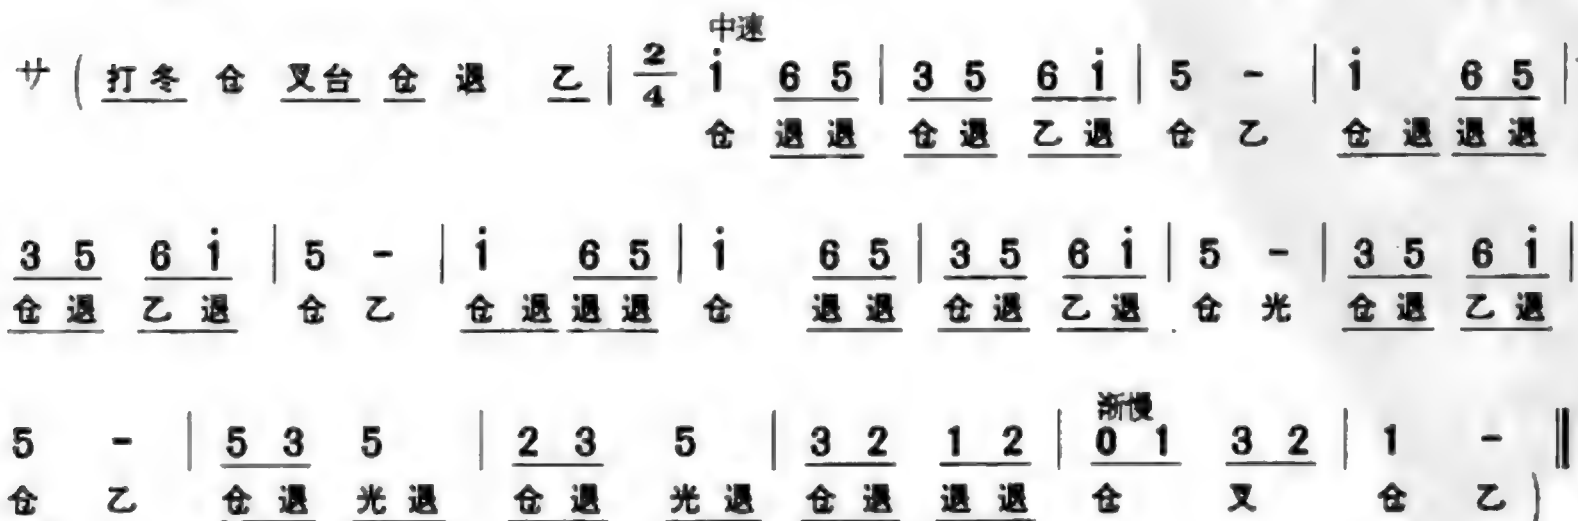 中速
サ ( 打冬 仓 叉台 仓 退 乙 | 2/4 i̇ 6 5 | 3 5 6 i̇ | 5 - | i̇ 6 5 |
仓 退 退 仓 退 乙 退 仓 乙 仓 退 退 退
3 5 6 i̇ | 5 - | i̇ 6 5 | i̇ 6 5 | 3 5 6 i̇ | 5 - | 3 5 6 i̇ |
仓 退 乙 退 仓 乙 仓 退 退 退 仓 退 退 仓 退 乙 退 仓 光 仓 退 乙 退
渐慢
5 - | 5 3 5 | 2 3 5 | 3 2 1 2 | 0 1 3 2 | 1 - ‖
仓 乙 仓 退 光 退 仓 退 光 退 仓 退 退 退 仓 叉 仓 乙 )